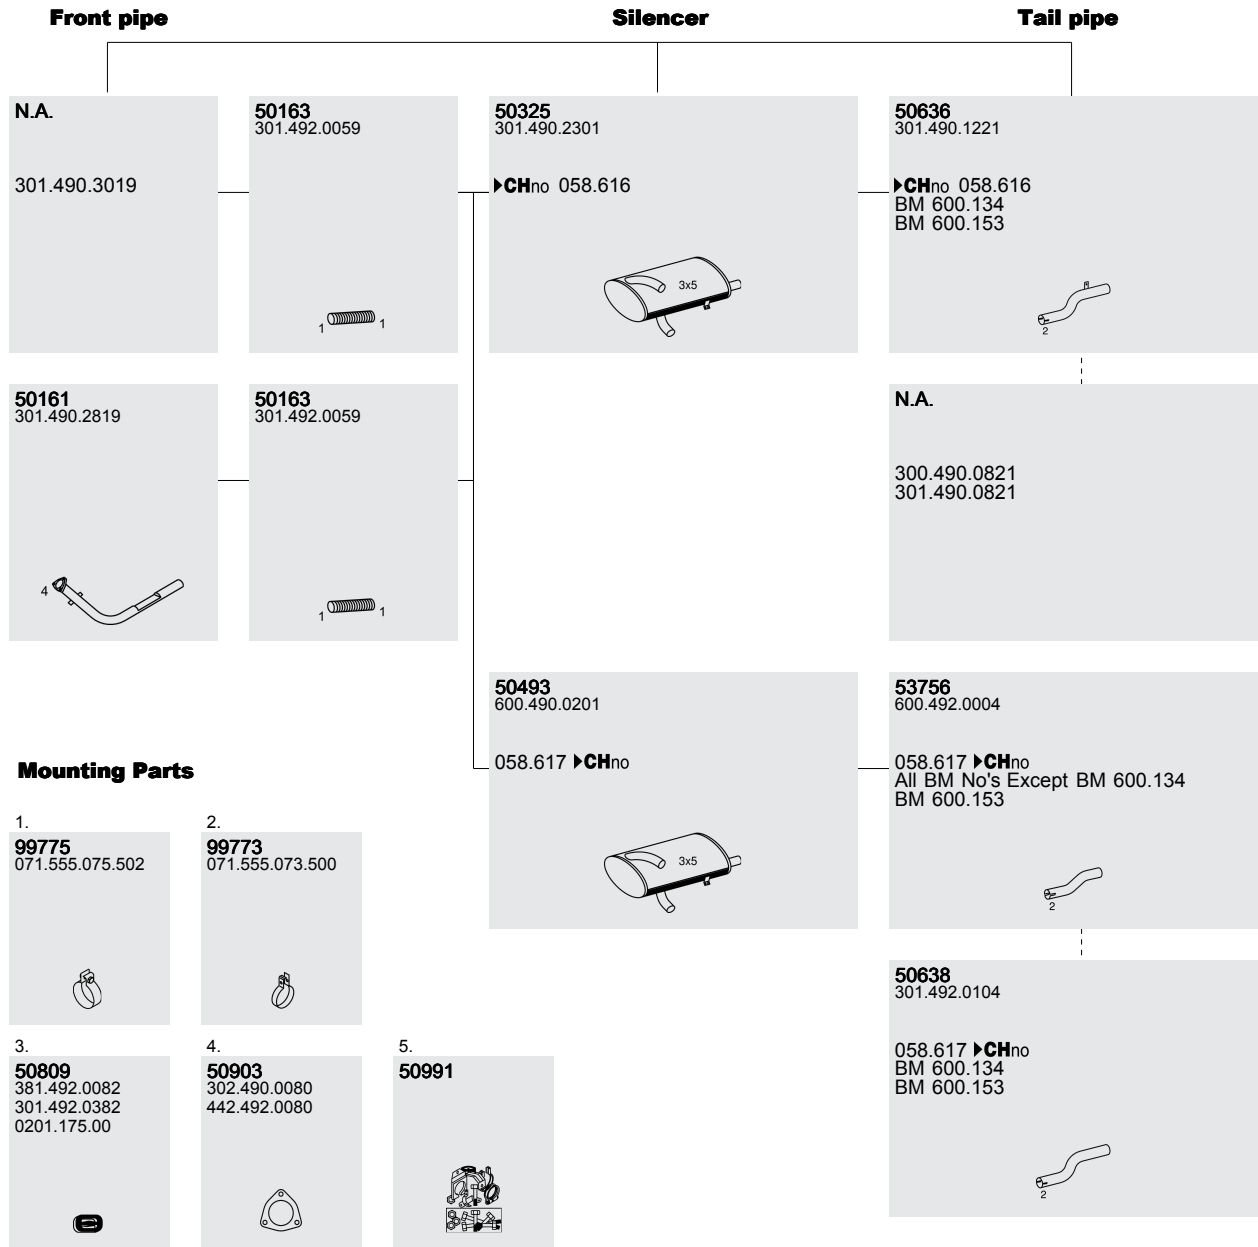 Front pipe
Silencer
Tail pipe
N.A.
301.490.3019
50163
301.492.0059
1
1
50325
301.490.2301
▶CHno 058.616
3x5
50636
301.490.1221
▶CHno 058.616
BM 600.134
BM 600.153
2
50161
301.490.2819
4
50163
301.492.0059
1
1
N.A.
300.490.0821
301.490.0821
50493
600.490.0201
058.617 ▶CHno
3x5
53756
600.492.0004
058.617 ▶CHno
All BM No's Except BM 600.134
BM 600.153
2
50638
301.492.0104
058.617 ▶CHno
BM 600.134
BM 600.153
2
Mounting Parts
1.
99775
071.555.075.502
2.
99773
071.555.073.500
3.
50809
381.492.0082
301.492.0382
0201.175.00
4.
50903
302.490.0080
442.492.0080
5.
50991